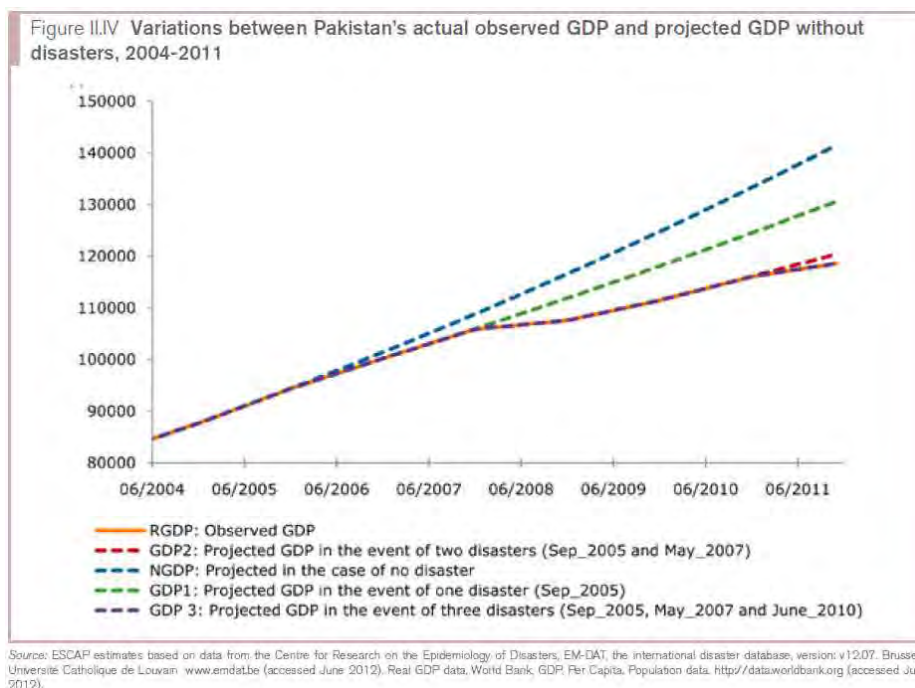 Figure II.IV Variations between Pakistan's actual observed GDP and projected GDP without
disasters, 2004-2011
150000
140000
130000
120000
110000
100000
90000
80000
06/2004 06/2005 06/2006 06/2007 06/2008 06/2009 06/2010 06/2011
RGDP: Observed GDP
GDP2: Projected GDP in the event of two disasters (Sep_2005 and May_2007)
NGDP: Projected in the case of no disaster
GDP1: Projected GDP in the event of one disaster (Sep_2005)
GDP 3: Projected GDP in the event of three disasters (Sep_2005, May_2007 and June_2010)
Source: ESCAP estimates based on data from the Centre for Research on the Epidemiology of Disasters, EM-DAT, the international disaster database, version: v12.07. Brusse
Université Catholique de Louvain www.emdat.be (accessed June 2012). Real GDP data, World Bank, GDP, Per Capita, Population data. http//data.worldbank.org (accessed Ju
2012).